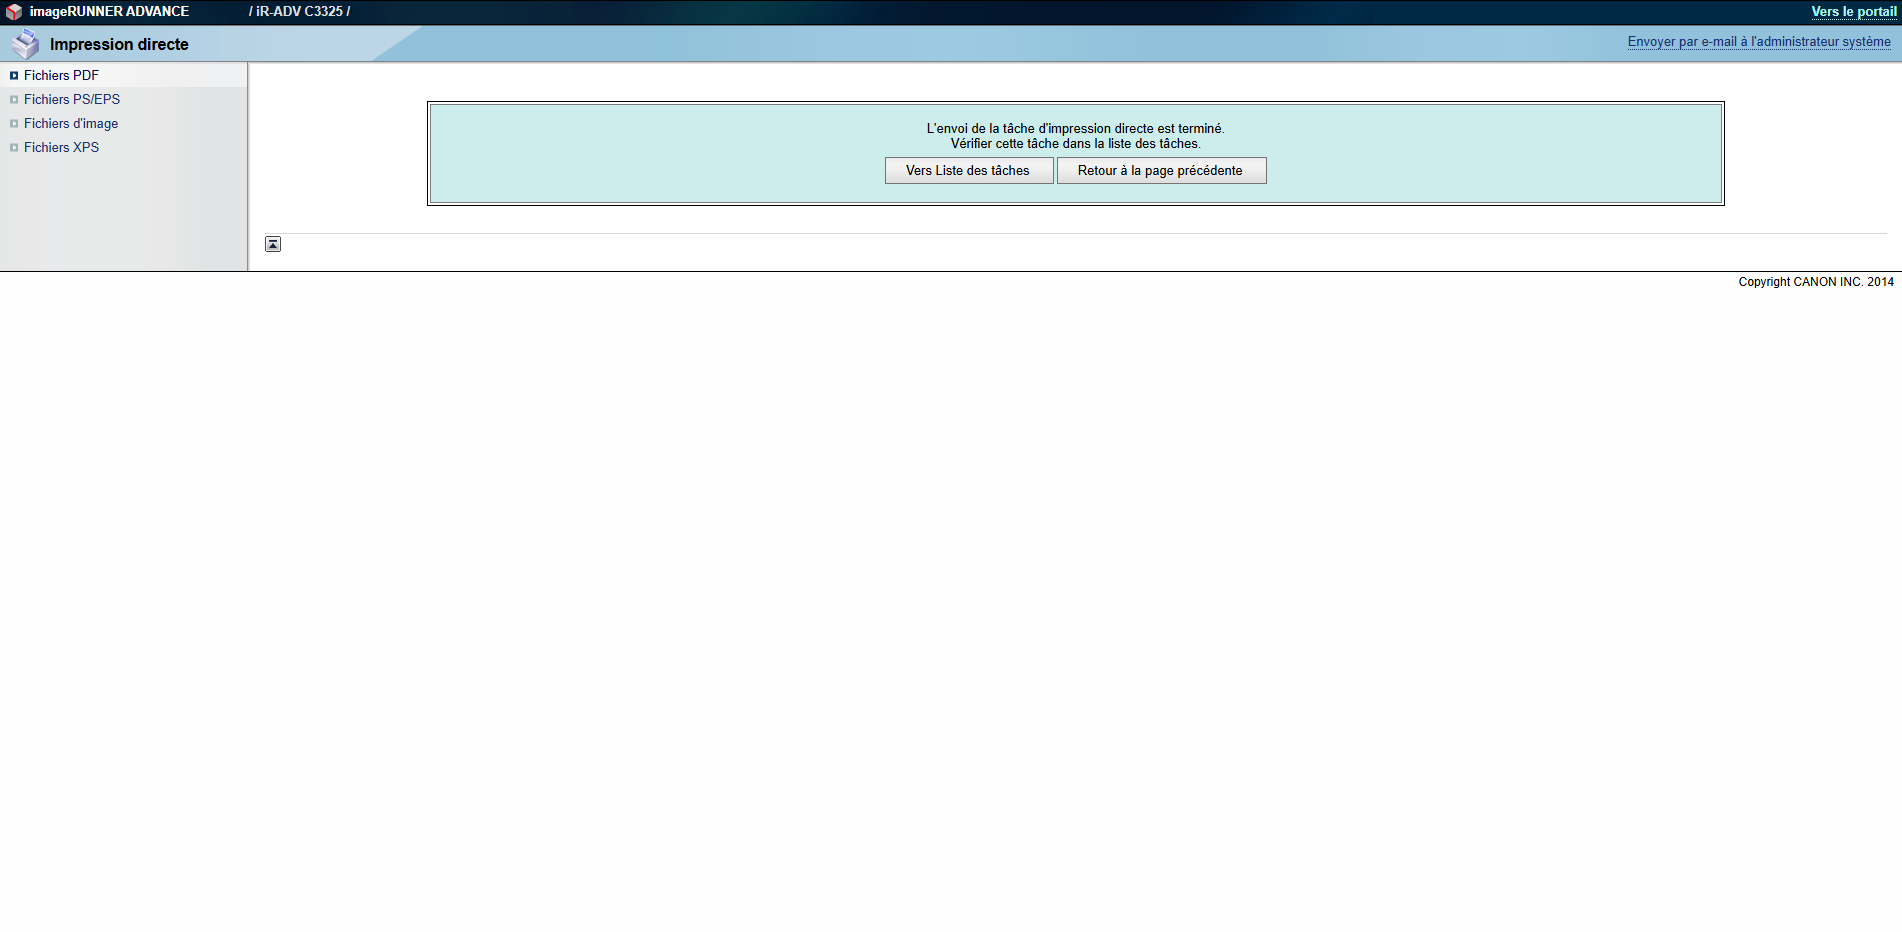 imageRUNNER ADVANCE / iR-ADV C3325 / Vers le portail
Impression directe Envoyer par e-mail à l'administrateur système
Fichiers PDF
Fichiers PS/EPS
Fichiers d'image
Fichiers XPS
L'envoi de la tâche d'impression directe est terminé.
Vérifier cette tâche dans la liste des tâches.
Vers Liste des tâches Retour à la page précédente
Copyright CANON INC. 2014